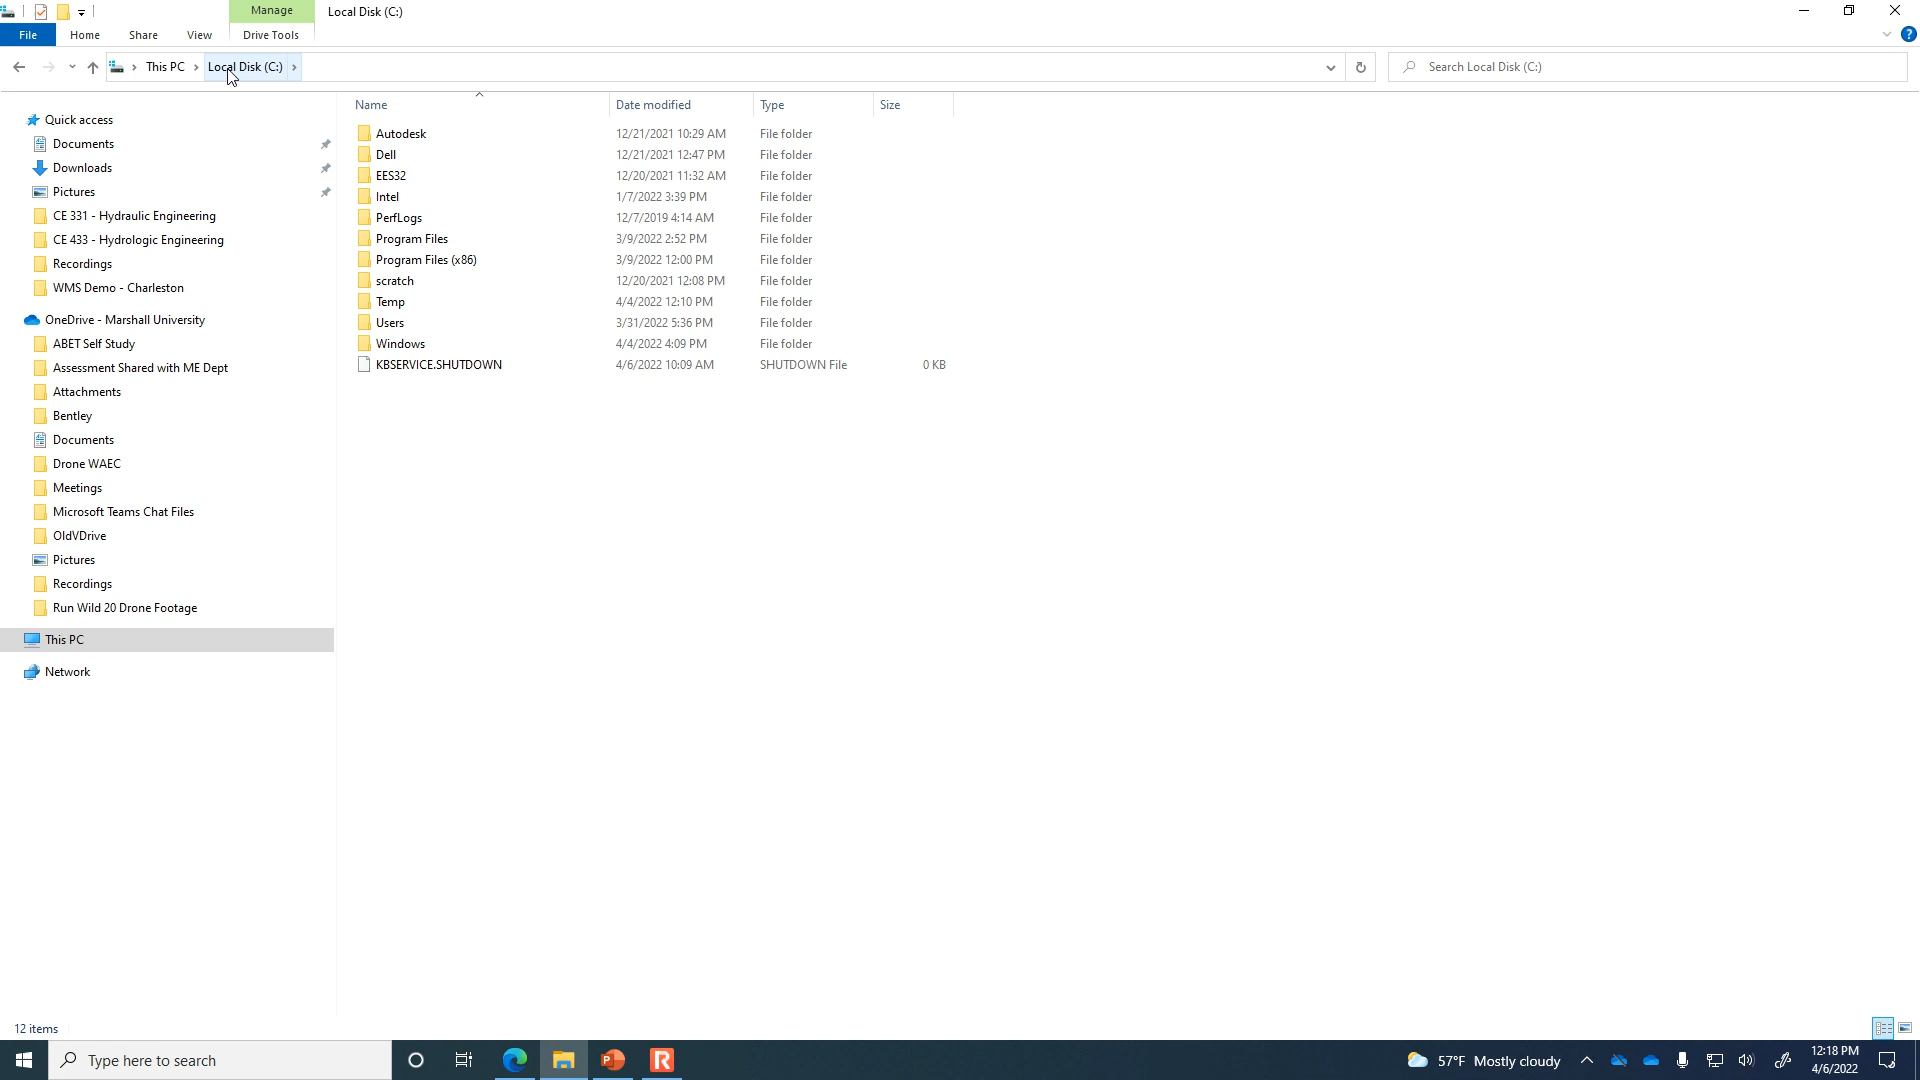 Manage
Local Disk (C:)
File
Home
Share
View
Drive Tools
This PC
Local Disk (C:)
Search Local Disk (C:)
Name
Date modified
Type
Size
Quick access
Documents
Downloads
Pictures
CE 331 - Hydraulic Engineering
CE 433 - Hydrologic Engineering
Recordings
WMS Demo - Charleston
OneDrive - Marshall University
ABET Self Study
Assessment Shared with ME Dept
Attachments
Bentley
Documents
Drone WAEC
Meetings
Microsoft Teams Chat Files
OldVDrive
Pictures
Recordings
Run Wild 20 Drone Footage
This PC
Network
Autodesk 12/21/2021 10:29 AM File folder
Dell 12/21/2021 12:47 PM File folder
EES32 12/20/2021 11:32 AM File folder
Intel 1/7/2022 3:39 PM File folder
PerfLogs 12/7/2019 4:14 AM File folder
Program Files 3/9/2022 2:52 PM File folder
Program Files (x86) 3/9/2022 12:00 PM File folder
scratch 12/20/2021 12:08 PM File folder
Temp 4/4/2022 12:10 PM File folder
Users 3/31/2022 5:36 PM File folder
Windows 4/4/2022 4:09 PM File folder
KBSERVICE.SHUTDOWN 4/6/2022 10:09 AM SHUTDOWN File 0 KB
12 items
Type here to search
57°F Mostly cloudy
12:18 PM
4/6/2022